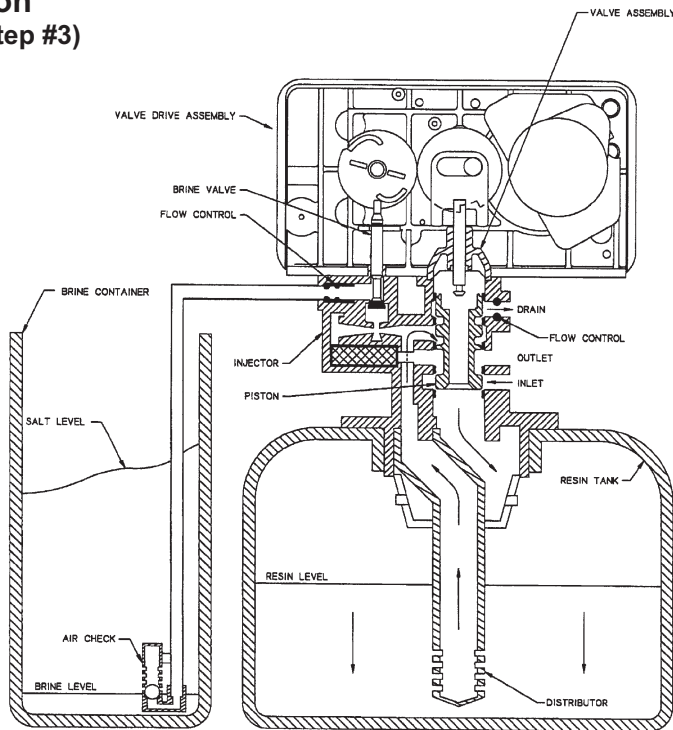 on
tep #3)
VALVE ASSEMBLY
VALVE DRIVE ASSEMBLY
BRINE VALVE
FLOW CONTROL
BRINE CONTAINER
DRAIN
FLOW CONTROL
INJECTOR
OUTLET
PISTON
INLET
SALT LEVEL
RESIN TANK
RESIN LEVEL
AIR CHECK
BRINE LEVEL
DISTRIBUTOR